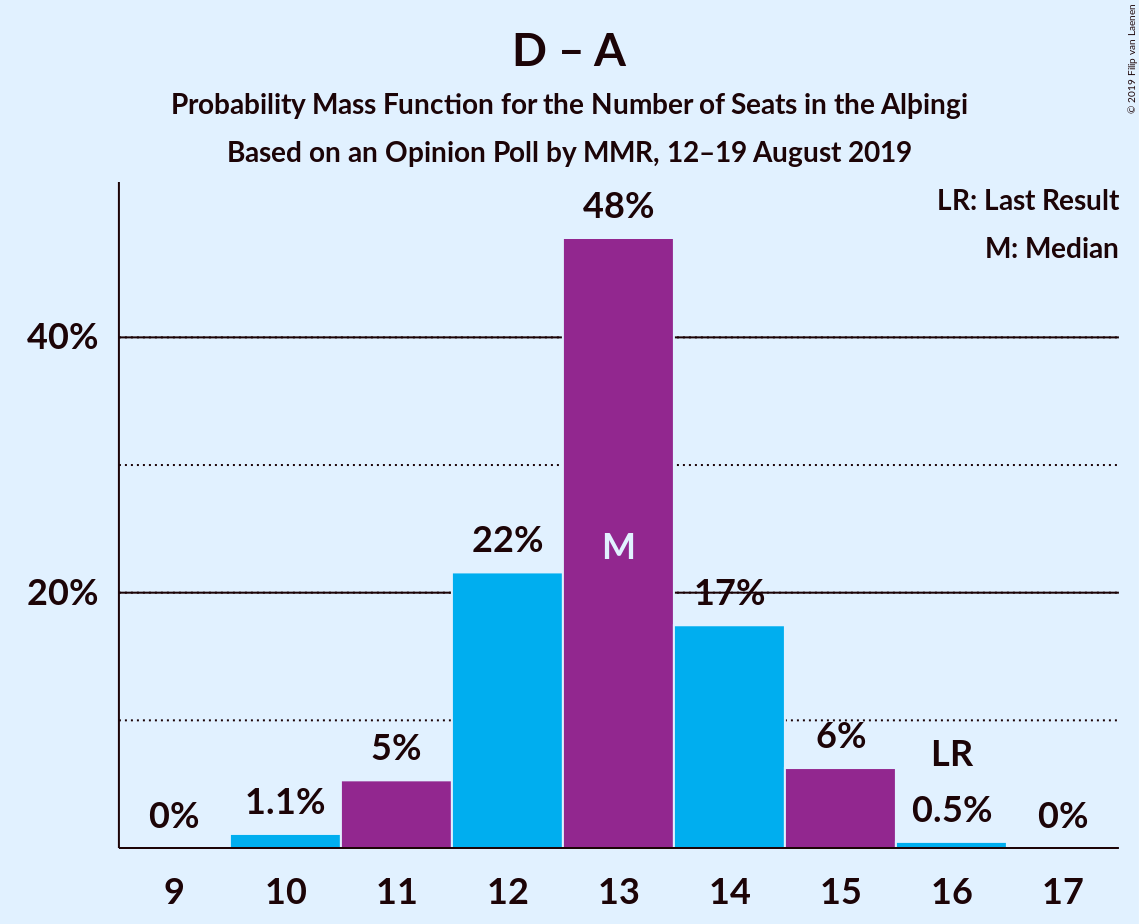 D – A
Probability Mass Function for the Number of Seats in the Alþingi
Based on an Opinion Poll by MMR, 12–19 August 2019
© 2019 Filip van Laenen
LR: Last Result
M: Median
48%
40%
22%
M
20%
17%
6%
5%
LR
1.1%
0.5%
0%
0%
9 10 11 12 13 14 15 16 17